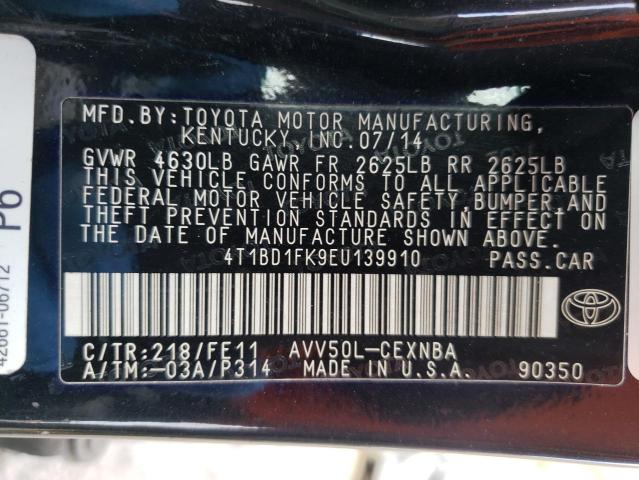 MFD.BY:TOYOTA MOTOR MANUFACTURING,
KENTUCKY, INC.07/14
GVWR 4630LB GAWR FR 2625LB RR 2625LB
THIS VEHICLE CONFORMS TO ALL APPLICABLE
FEDERAL MOTOR VEHICLE SAFETY BUMPER,AND
THEFT PREVENTION STANDARDS IN EFFECT ON
THE DATE OF MANUFACTURE SHOWN ABOVE.
4T1BD1FK9EU139910 PASS.CAR
C/TR:218/FE11 AVV50L-CEXNBA
A/TM:-03A/P314 MADE IN U.S.A. 90350
P6
42661-06712